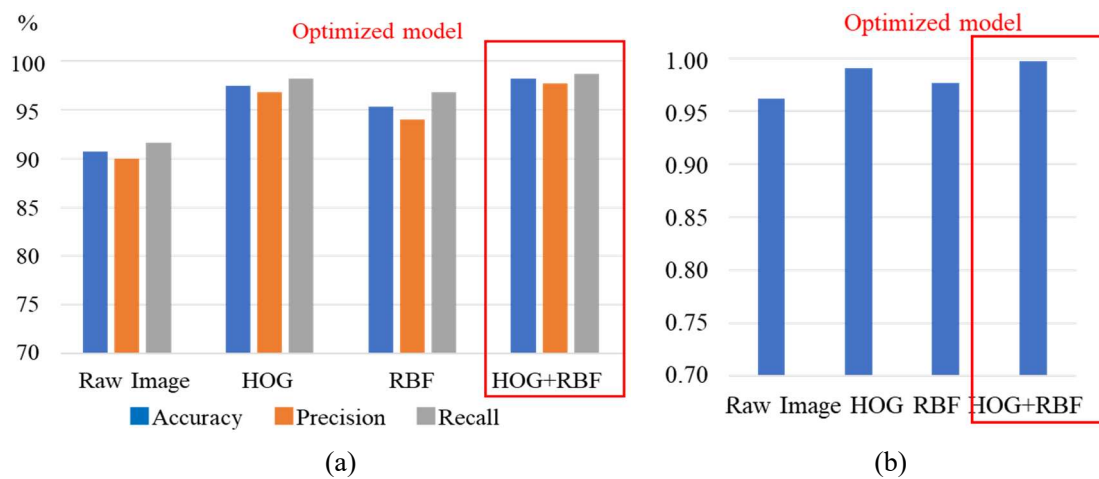 %
Optimized model
100
95
90
85
80
75
70
Raw Image HOG RBF HOG+RBF
Accuracy Precision Recall
(a)
Optimized model
1.00
0.95
0.90
0.85
0.80
0.75
0.70
Raw Image HOG RBF HOG+RBF
(b)